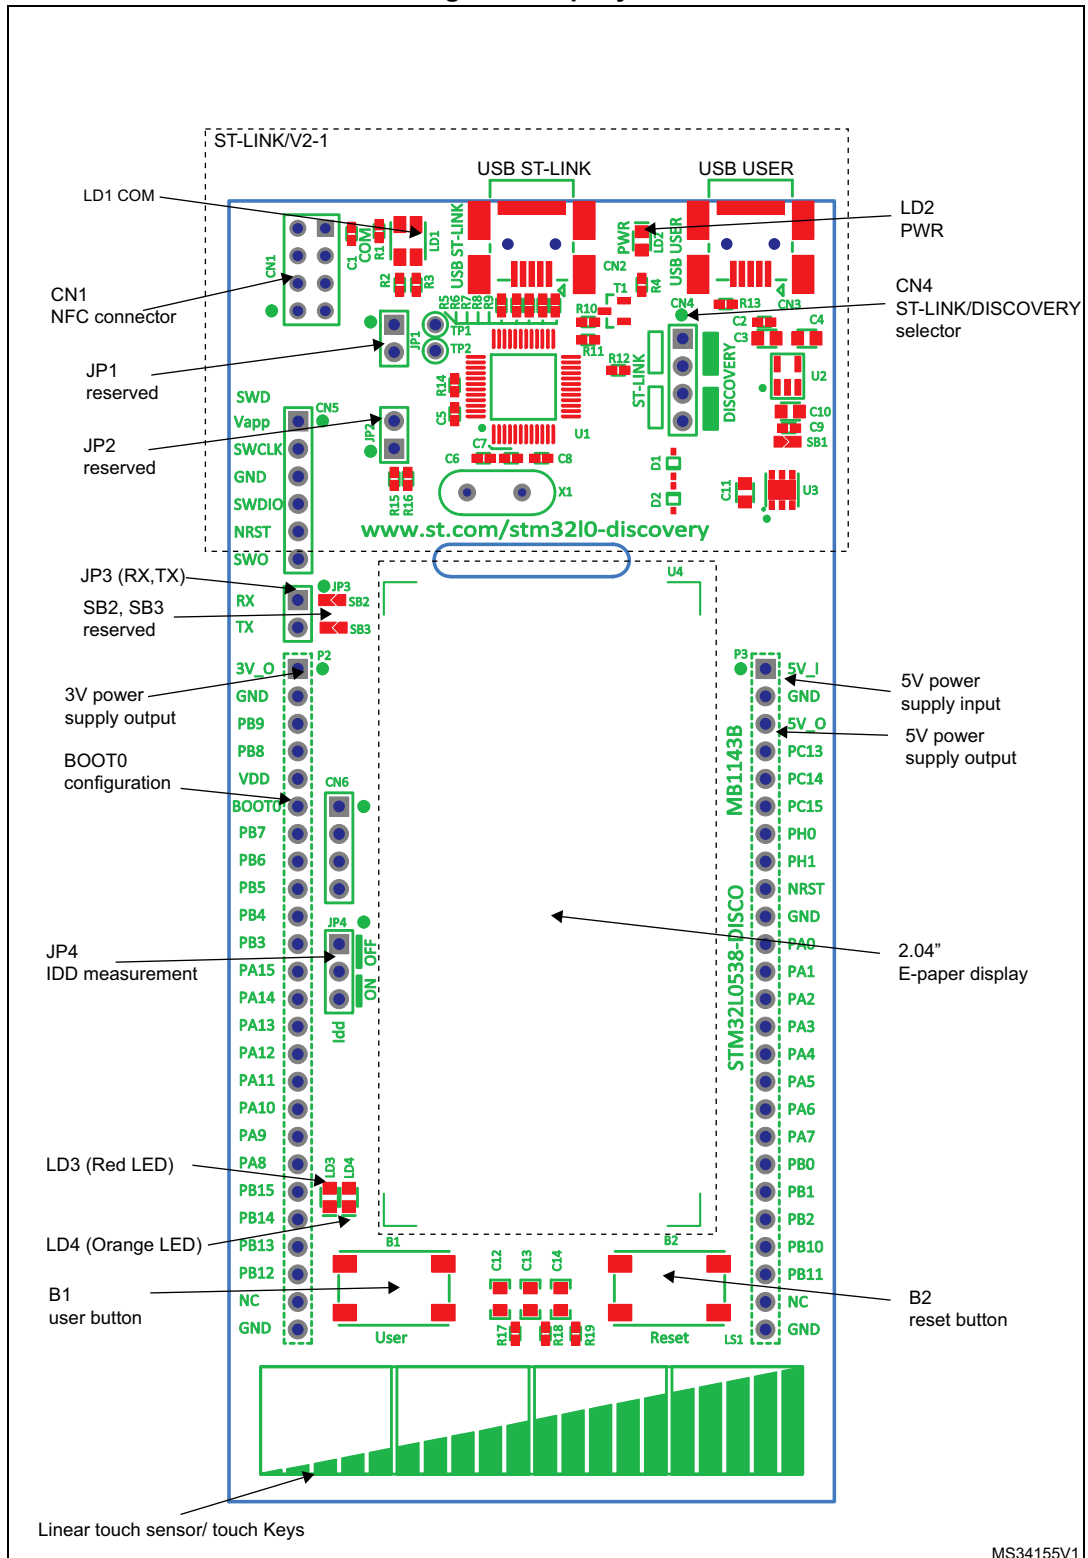 ST-LINK/V2-1
USB ST-LINK
USB USER
LD1 COM
LD2
PWR
CN1
NFC connector
CN4
ST-LINK/DISCOVERY
selector
JP1
reserved
JP2
reserved
JP3 (RX,TX)
SB2, SB3
reserved
3V power
supply output
BOOT0
configuration
5V power
supply input
5V power
supply output
JP4
IDD measurement
2.04”
E-paper display
LD3 (Red LED)
LD4 (Orange LED)
B1
user button
B2
reset button
Linear touch sensor/ touch Keys
MS34155V1
CN1
C1
COM
R1
LD1
R2
R3
USB ST-LINK
CN2
PWR
LD2
R4
USB USER
CN3
R5
R6
R7
R8
R9
T1
R10
R11
R12
CN4
R13
C2
C3
C4
U2
C10
C9
SB1
JP1
TP1
TP2
R14
C5
U1
ST-LINK
DISCOVERY
JP2
C6
C7
C8
X1
R15
R16
D1
D2
C11
U3
www.st.com/stm32l0-discovery
SWD
CN5
Vapp
SWCLK
GND
SWDIO
NRST
SWO
JP3
RX
SB2
TX
SB3
U4
P2
3V_O
GND
PB9
PB8
VDD
BOOT0
PB7
PB6
PB5
PB4
PB3
PA15
PA14
PA13
PA12
PA11
PA10
PA9
PA8
PB15
PB14
PB13
PB12
NC
GND
CN6
JP4
OFF
ON
Idd
LD3
LD4
P3
5V_I
GND
5V_O
PC13
PC14
PC15
PH0
PH1
NRST
GND
PA0
PA1
PA2
PA3
PA4
PA5
PA6
PA7
PB0
PB1
PB2
PB10
PB11
NC
GND
MB1143B
STM32L0538-DISCO
B1
User
C12
C13
C14
R17
R18
R19
B2
Reset
LS1